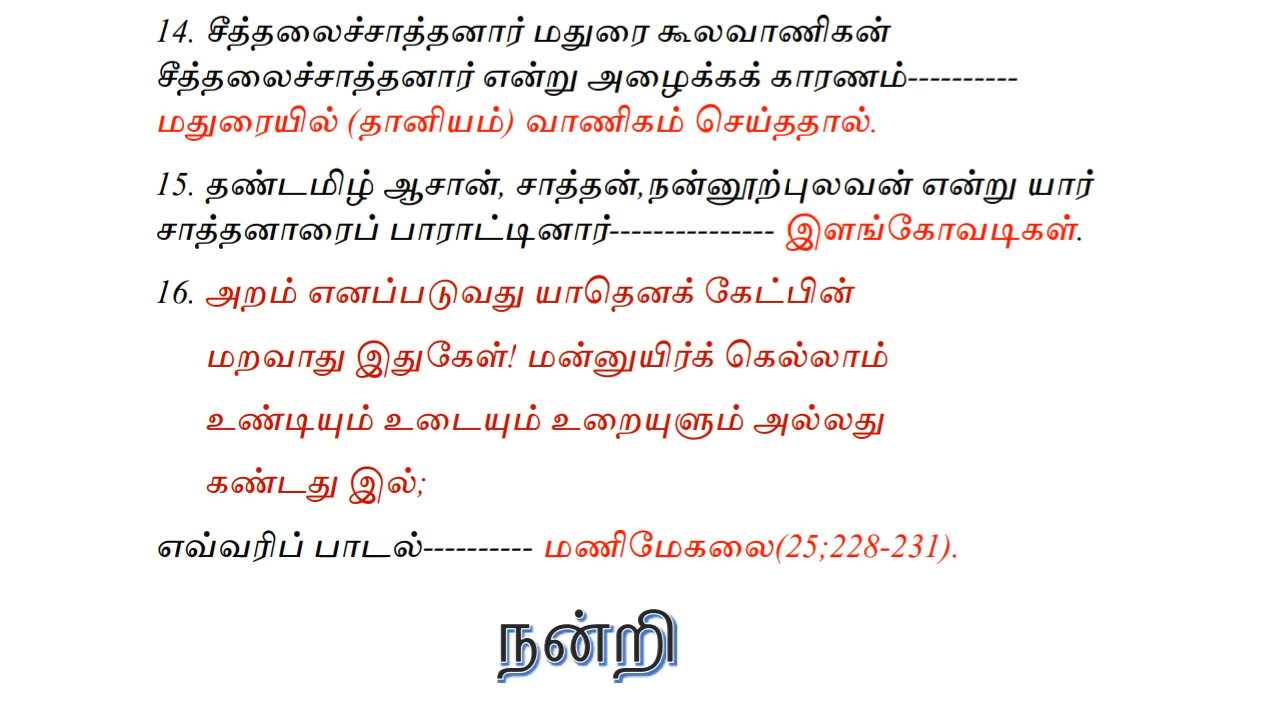 14. சீத்தலைச்சாத்தனார் மதுரை கூலவாணிகன்
சீத்தலைச்சாத்தனார் என்று அழைக்கக் காரணம்----------
மதுரையில் (தானியம்) வாணிகம் செய்ததால்.
15. தண்டமிழ் ஆசான், சாத்தன்,நன்னூற்புலவன் என்று யார்
சாத்தனாரைப் பாராட்டினார்--------------- இளங்கோவடிகள்.
16. அறம் எனப்படுவது யாதெனக் கேட்பின்
மறவாது இதுகேள்! மன்னுயிர்க் கெல்லாம்
உண்டியும் உடையும் உறையுளும் அல்லது
கண்டது இல்;
எவ்வரிப் பாடல்---------- மணிமேகலை(25;228-231).
நன்றி